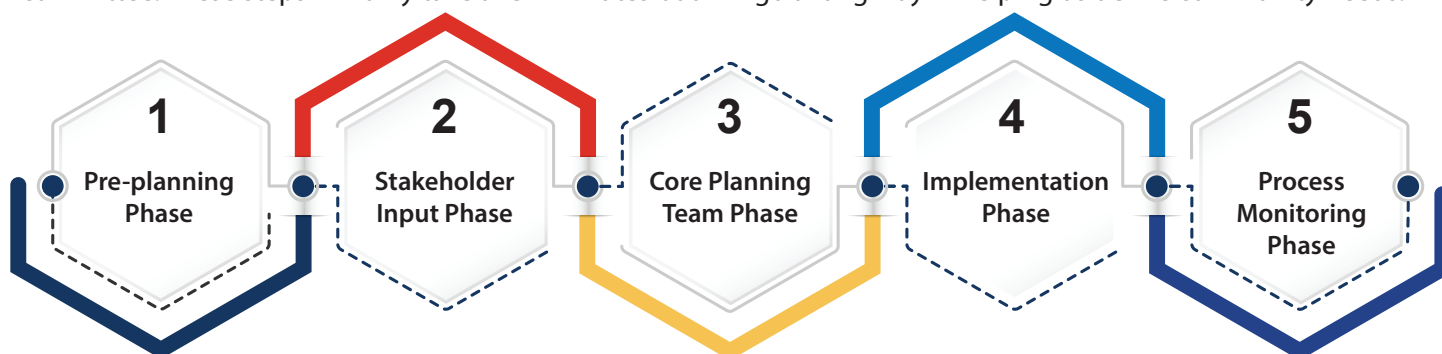 1
Pre-planning
Phase
2
Stakeholder
Input Phase
3
Core Planning
Team Phase
4
Implementation
Phase
5
Process
Monitoring
Phase